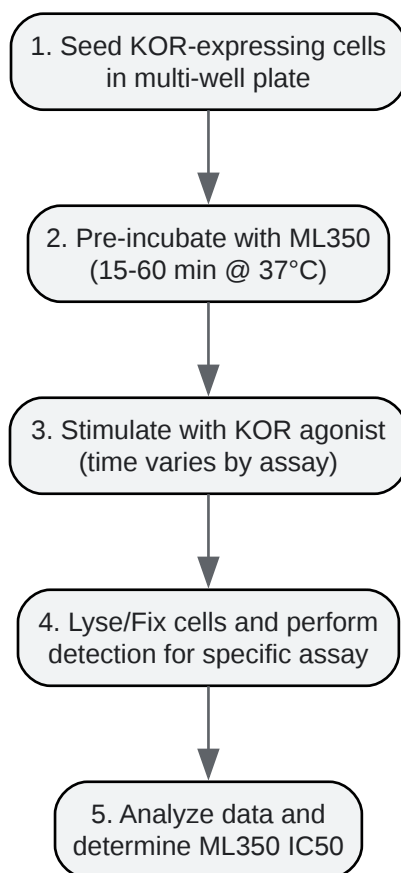 1. Seed KOR-expressing cells
in multi-well plate
2. Pre-incubate with ML350
(15-60 min @ 37°C)
3. Stimulate with KOR agonist
(time varies by assay)
4. Lyse/Fix cells and perform
detection for specific assay
5. Analyze data and
determine ML350 IC50